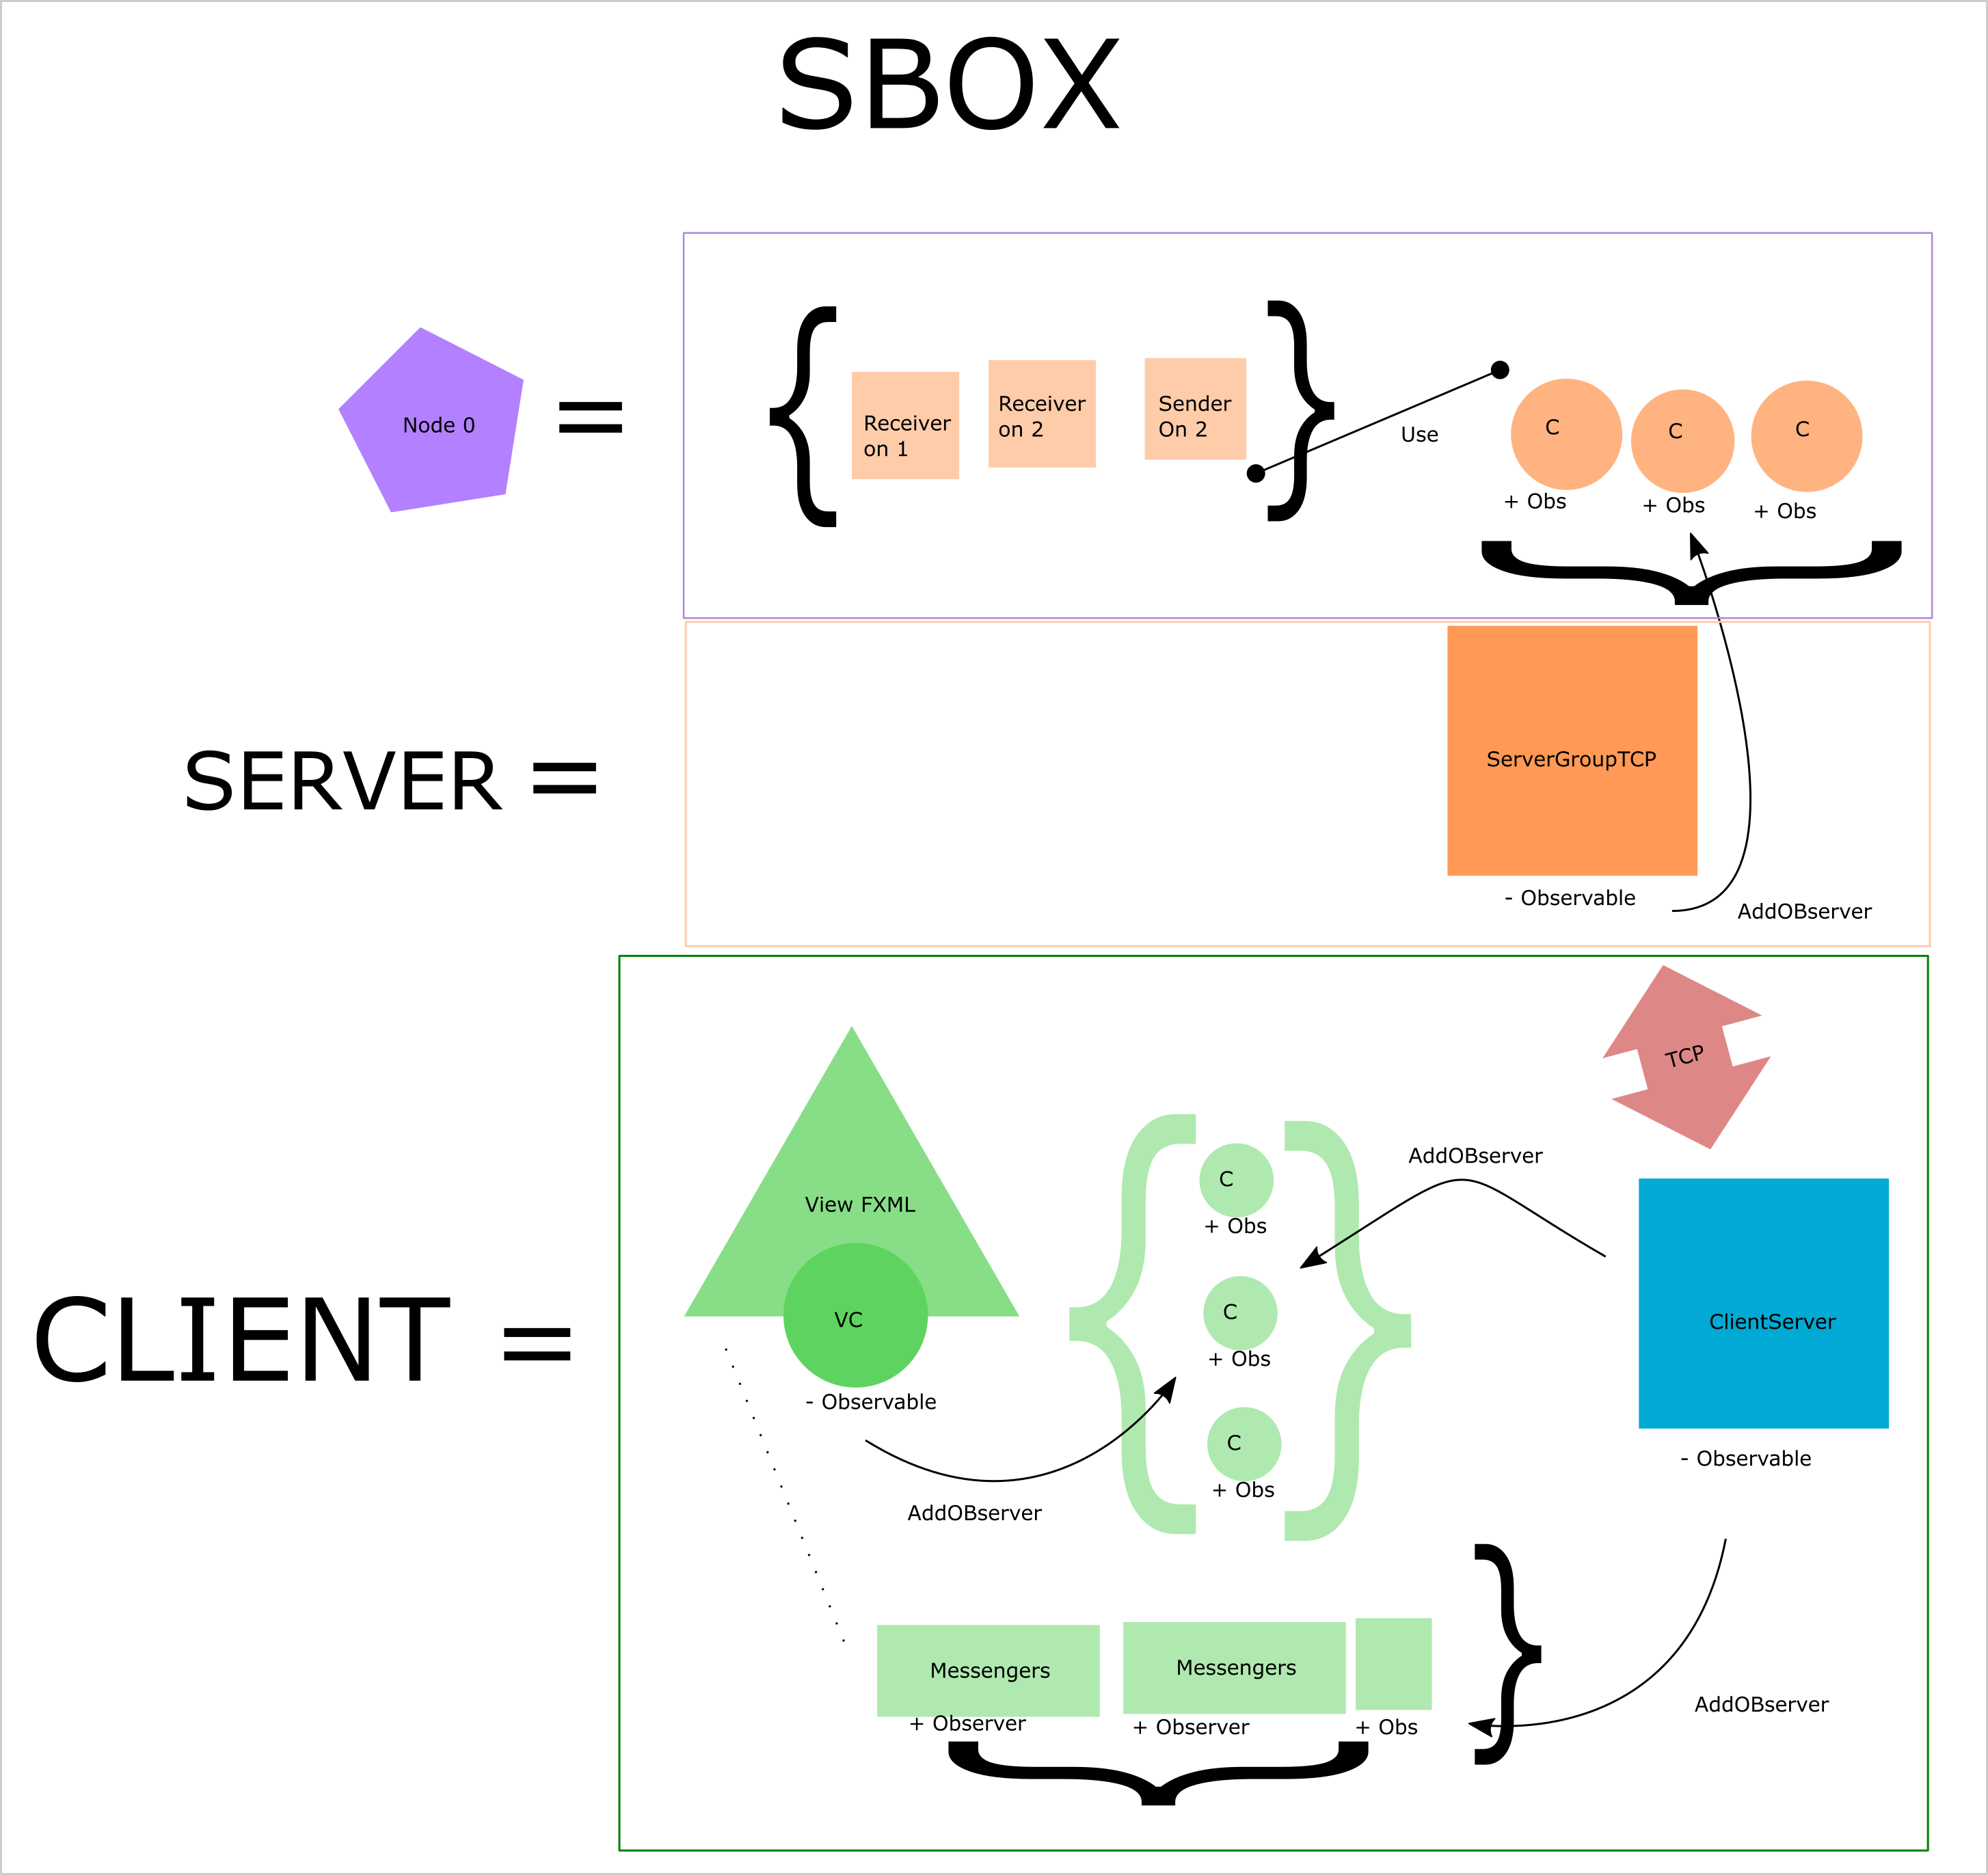 SBOX
Node 0
=
Receiver
on 1
Receiver
on 2
Sender
On 2
Use
C
C
C
+ Obs
+ Obs
+ Obs
SERVER =
ServerGroupTCP
- Observable
AddOBserver
CLIENT =
TCP
View FXML
VC
- Observable
AddOBserver
C
+ Obs
C
+ Obs
C
+ Obs
AddOBserver
ClientServer
- Observable
AddOBserver
Messengers
+ Observer
Messengers
+ Observer
+ Obs